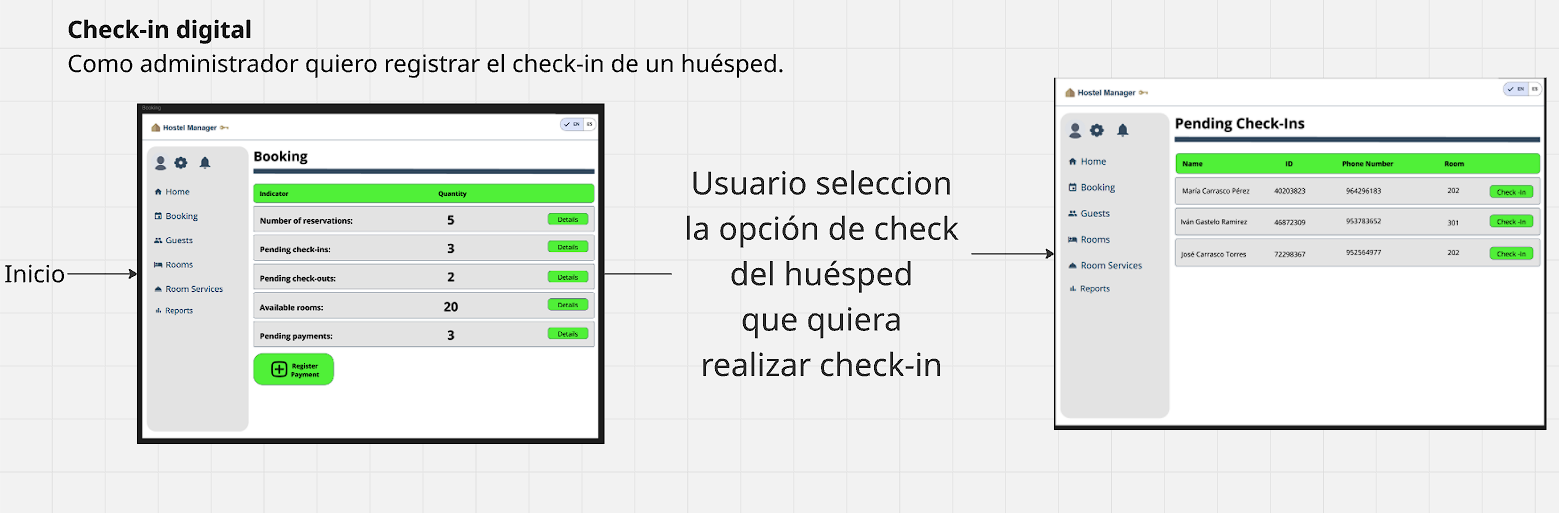 Check-in digital
Como administrador quiero registrar el check-in de un huésped.
Inicio
Booking
Hostel Manager
EN ES
Home
Booking
Guests
Rooms
Room Services
Reports
Booking
Indicator Quantity
Number of reservations: 5 Details
Pending check-ins: 3 Details
Pending check-outs: 2 Details
Available rooms: 20 Details
Pending payments: 3 Details
Register
Payment
Usuario seleccion
la opción de check
del huésped
que quiera
realizar check-in
Hostel Manager
EN ES
Home
Booking
Guests
Rooms
Room Services
Reports
Pending Check-Ins
Name ID Phone Number Room
María Carrasco Pérez 40203823 964296183 202 Check -In
Iván Gastelo Ramirez 46872309 953783652 301 Check -In
José Carrasco Torres 72298367 952564977 202 Check -In